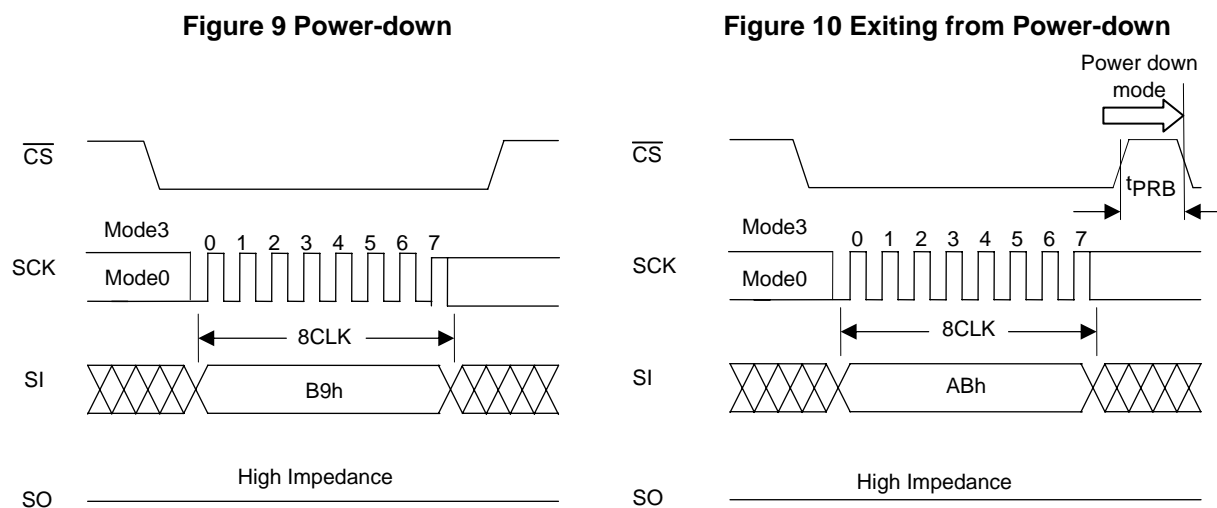 Figure 9 Power-down
CS
Mode3
SCK
Mode0
0 1 2 3 4 5 6 7
8CLK
SI
B9h
High Impedance
SO
Figure 10 Exiting from Power-down
Power down
mode
CS
tPRB
Mode3
SCK
Mode0
0 1 2 3 4 5 6 7
8CLK
SI
ABh
High Impedance
SO